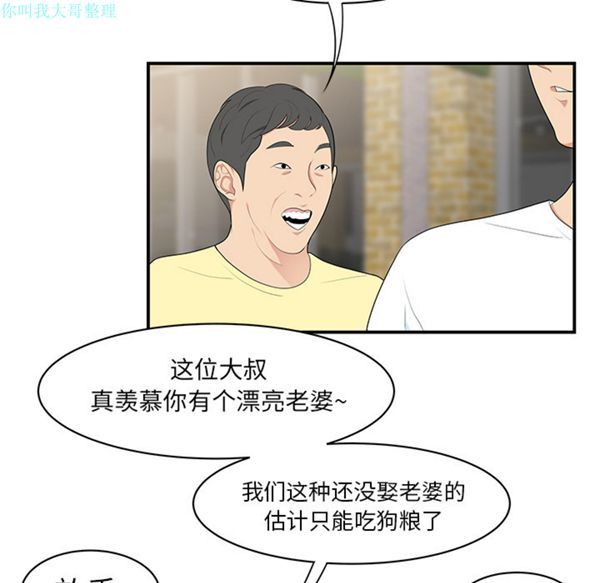 你叫我大哥整理
这位大叔
真羡慕你有个漂亮老婆~
我们这种还没娶老婆的
估计只能吃狗粮了